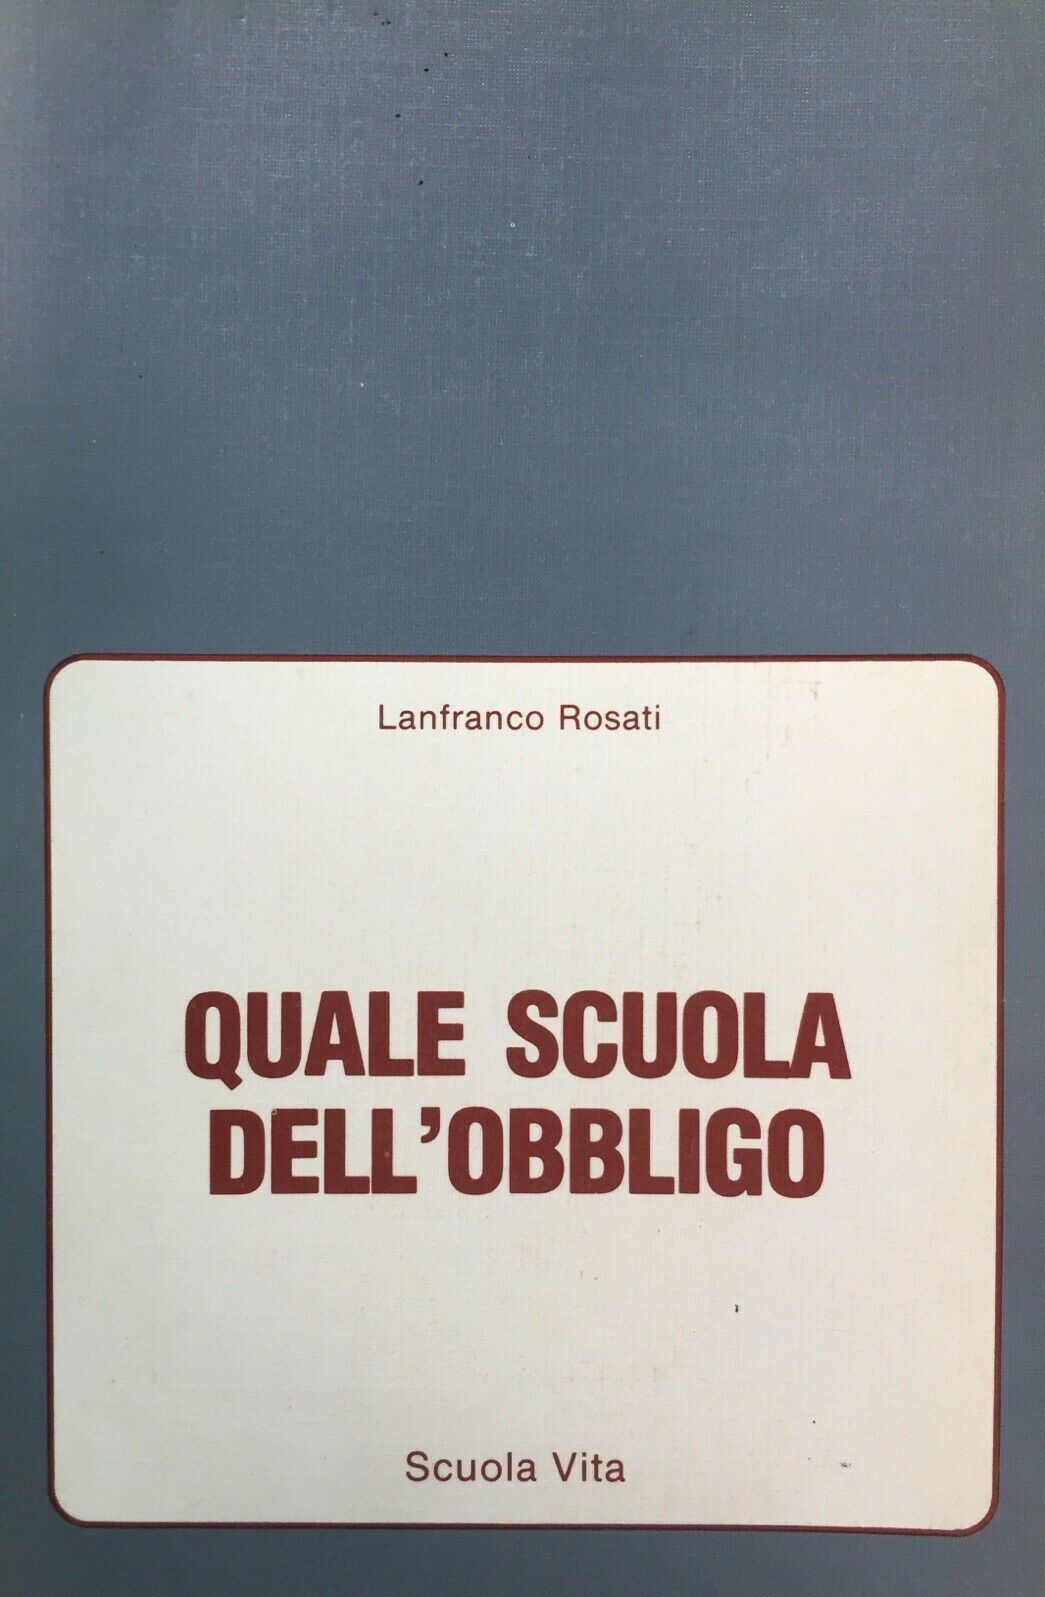 Lanfranco Rosati
QUALE SCUOLA
DELL'OBBLIGO
Scuola Vita